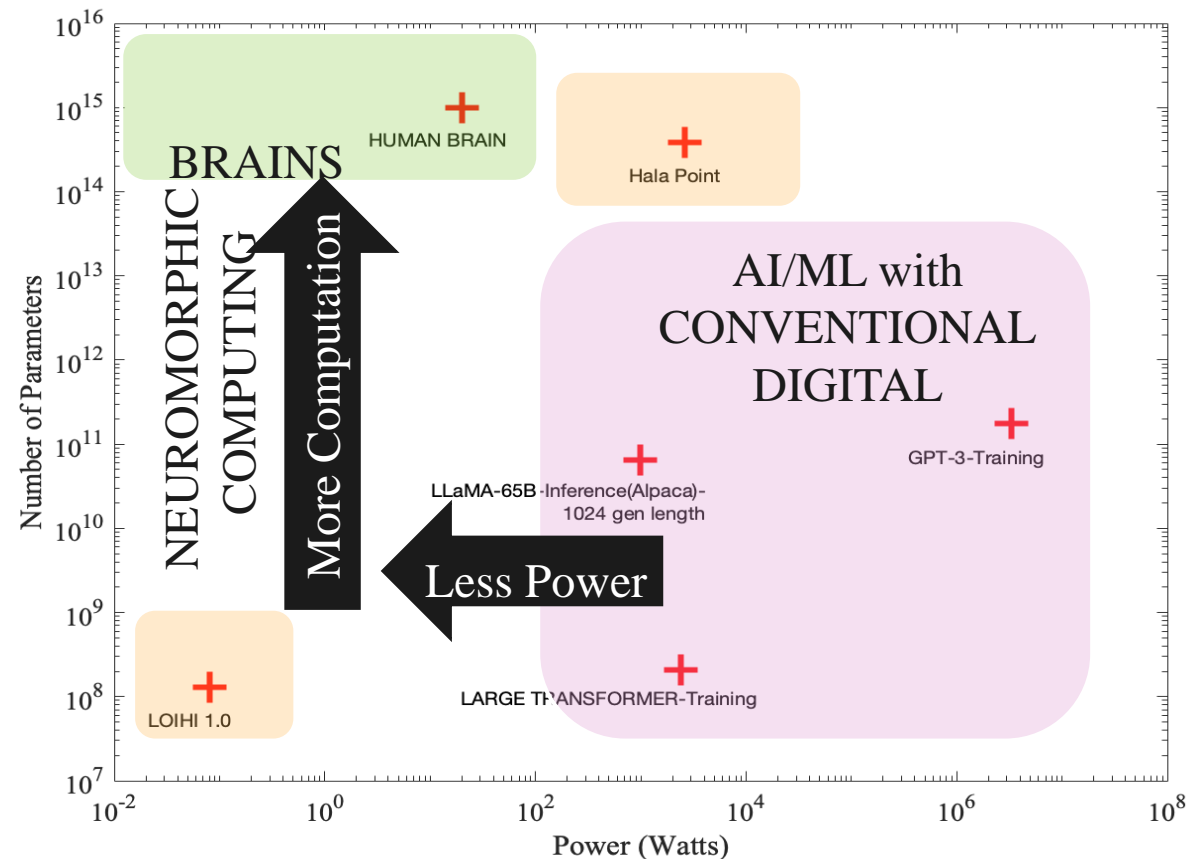 Number of Parameters
10^16
10^15
10^14
10^13
10^12
10^11
10^10
10^9
10^8
10^7
HUMAN BRAIN
BRAINS
Hala Point
NEUROMORPHIC
COMPUTING
More Computation
AI/ML with
CONVENTIONAL
DIGITAL
GPT-3-Training
LLaMA-65B-Inference(Alpaca)-
1024 gen length
Less Power
LARGE TRANSFORMER-Training
LOIHI 1.0
10^-2
10^0
10^2
10^4
10^6
10^8
Power (Watts)